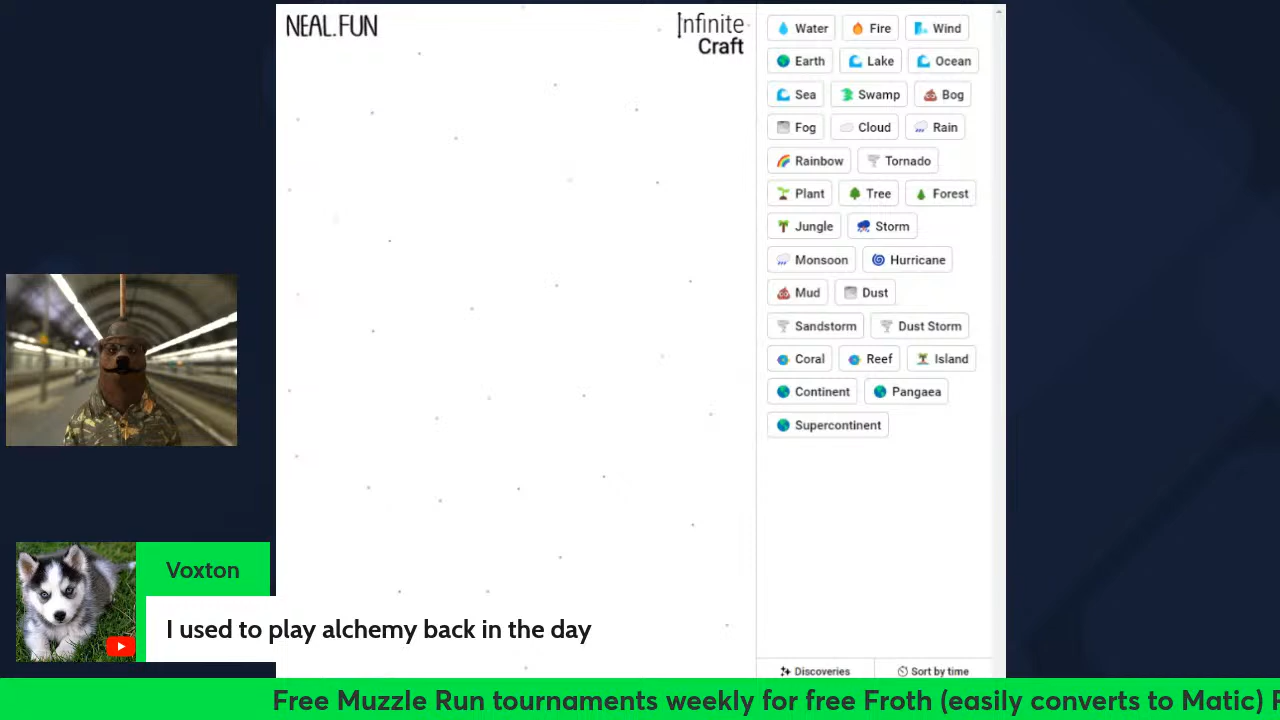 NEAL.FUN
Infinite
Craft
Water Fire Wind
Earth Lake Ocean
Sea Swamp Bog
Fog Cloud Rain
Rainbow Tornado
Plant Tree Forest
Jungle Storm
Monsoon Hurricane
Mud Dust
Sandstorm Dust Storm
Coral Reef Island
Continent Pangaea
Supercontinent
Discoveries Sort by time
Voxton
I used to play alchemy back in the day
Free Muzzle Run tournaments weekly for free Froth (easily converts to Matic)